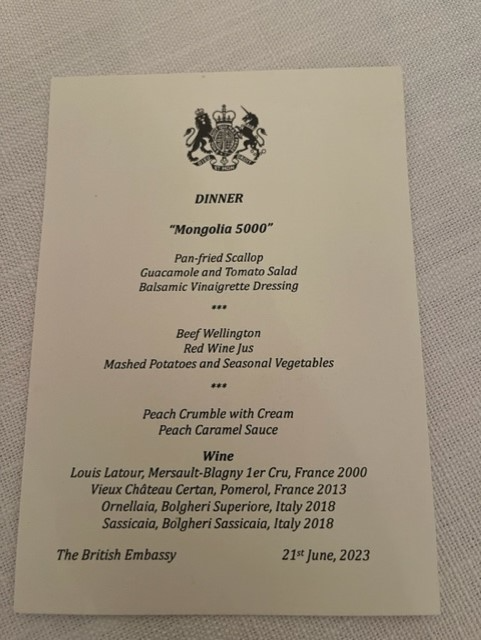 DINNER
"Mongolia 5000"
Pan-fried Scallop
Guacamole and Tomato Salad
Balsamic Vinaigrette Dressing
***
Beef Wellington
Red Wine Jus
Mashed Potatoes and Seasonal Vegetables
***
Peach Crumble with Cream
Peach Caramel Sauce
Wine
Louis Latour, Mersault-Blagny 1er Cru, France 2000
Vieux Château Certan, Pomerol, France 2013
Ornellaia, Bolgheri Superiore, Italy 2018
Sassicaia, Bolgheri Sassicaia, Italy 2018
The British Embassy 21st June, 2023